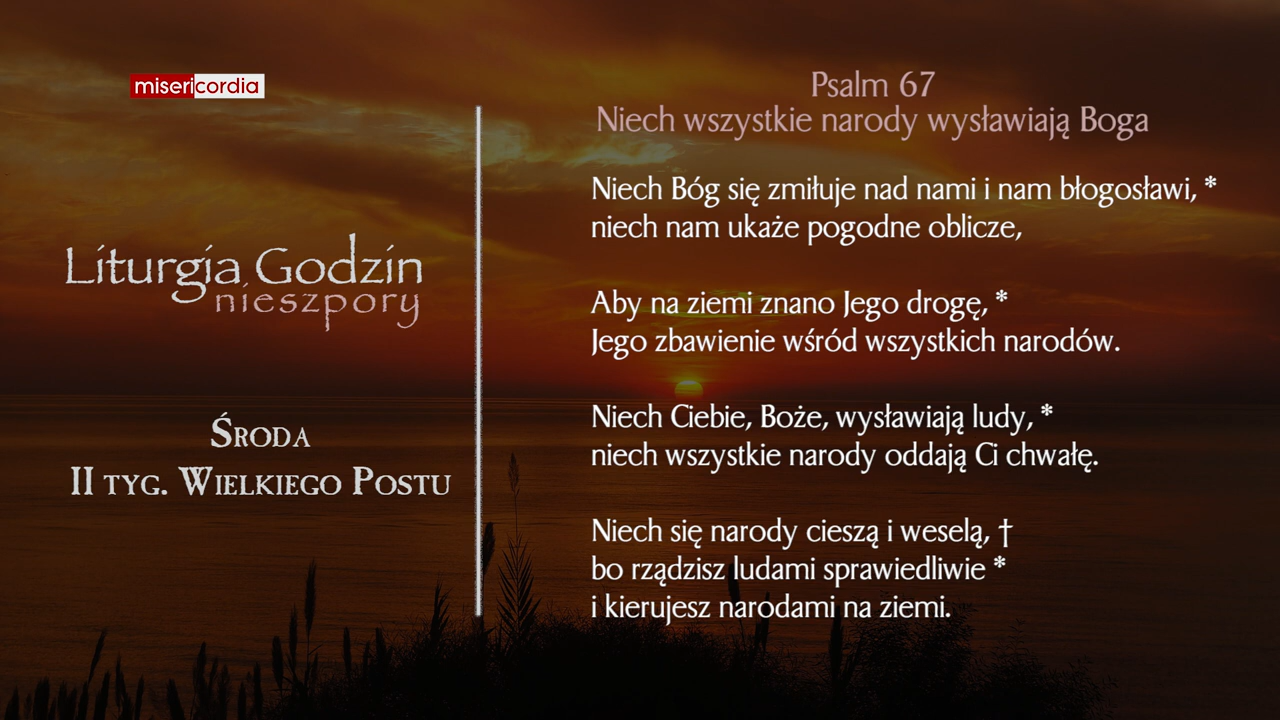 misericordia
Liturgia Godzin
nieszpory
Środa
II tyg. Wielkiego Postu
Psalm 67
Niech wszystkie narody wysławiają Boga
Niech Bóg się zmiłuje nad nami i nam błogosławi, *
niech nam ukaże pogodne oblicze,
Aby na ziemi znano Jego drogę, *
Jego zbawienie wśród wszystkich narodów.
Niech Ciebie, Boże, wysławiają ludy, *
niech wszystkie narody oddają Ci chwałę.
Niech się narody cieszą i weselą, †
bo rządzisz ludami sprawiedliwie *
i kierujesz narodami na ziemi.